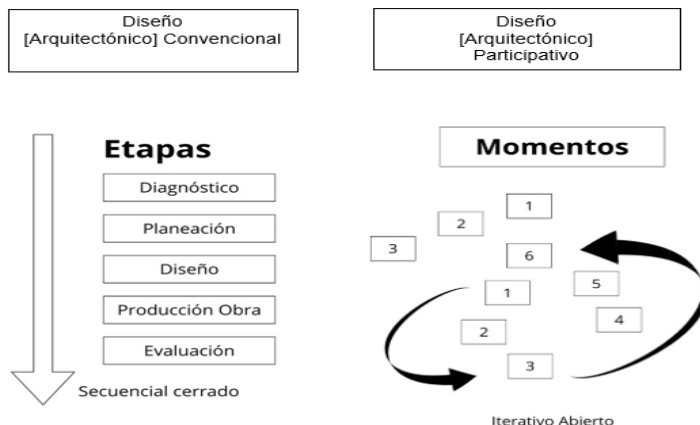 Diseño
[Arquitectónico] Convencional
Diseño
[Arquitectónico]
Participativo
Etapas
Diagnóstico
Planeación
Diseño
Producción Obra
Evaluación
Secuencial cerrado
Momentos
1
2
3
6
5
1
4
2
3
Iterativo Abierto